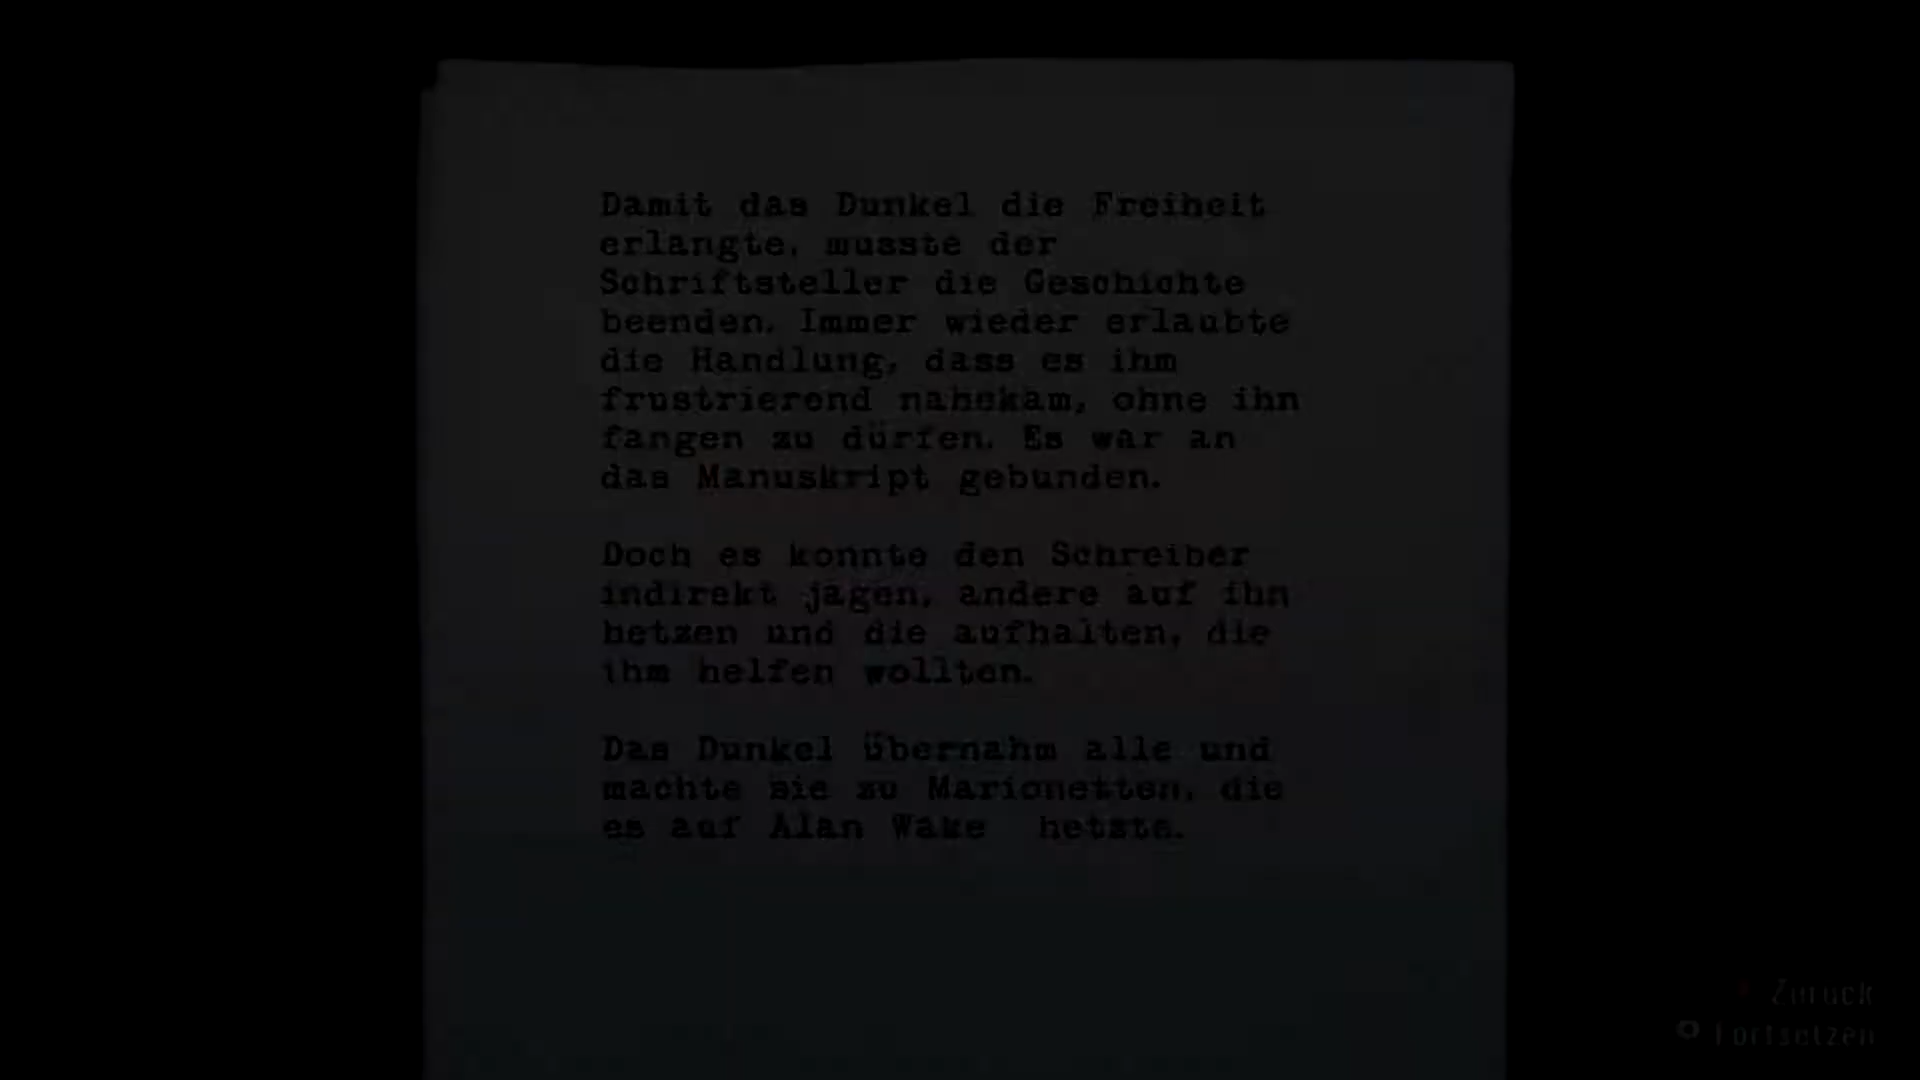 Damit das Dunkel die Freiheit
erlangte, musste der
Schriftsteller die Geschichte
beenden. Immer wieder erlaubte
die Handlung, dass es ihm
frustrierend nahekam, ohne ihn
fangen zu dürfen. Es war an
das Manuskript gebunden.
Doch es konnte den Schreiber
indirekt jagen, andere auf ihn
hetzen und die aufhalten, die
ihm helfen wollten.
Das Dunkel übernahm alle und
machte sie zu Marionetten, die
es auf Alan Wake hetzte.
Zurück
Fortsetzen